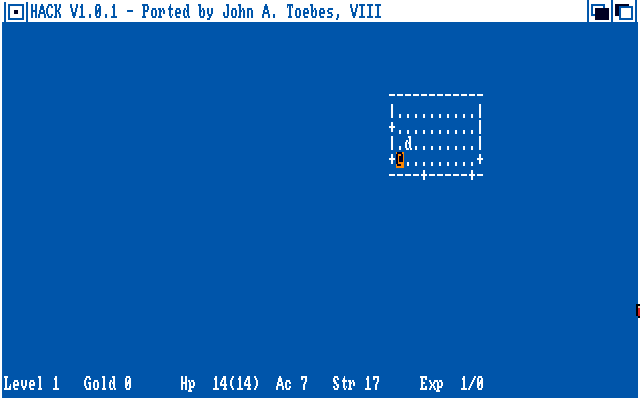 HACK V1.0.1 - Ported by John A. Toebes, VIII
------------
|..........|
+..........|
|.d........|
+@.........+
----+-----+-
Level 1 Gold 0 Hp 14(14) Ac 7 Str 17 Exp 1/0